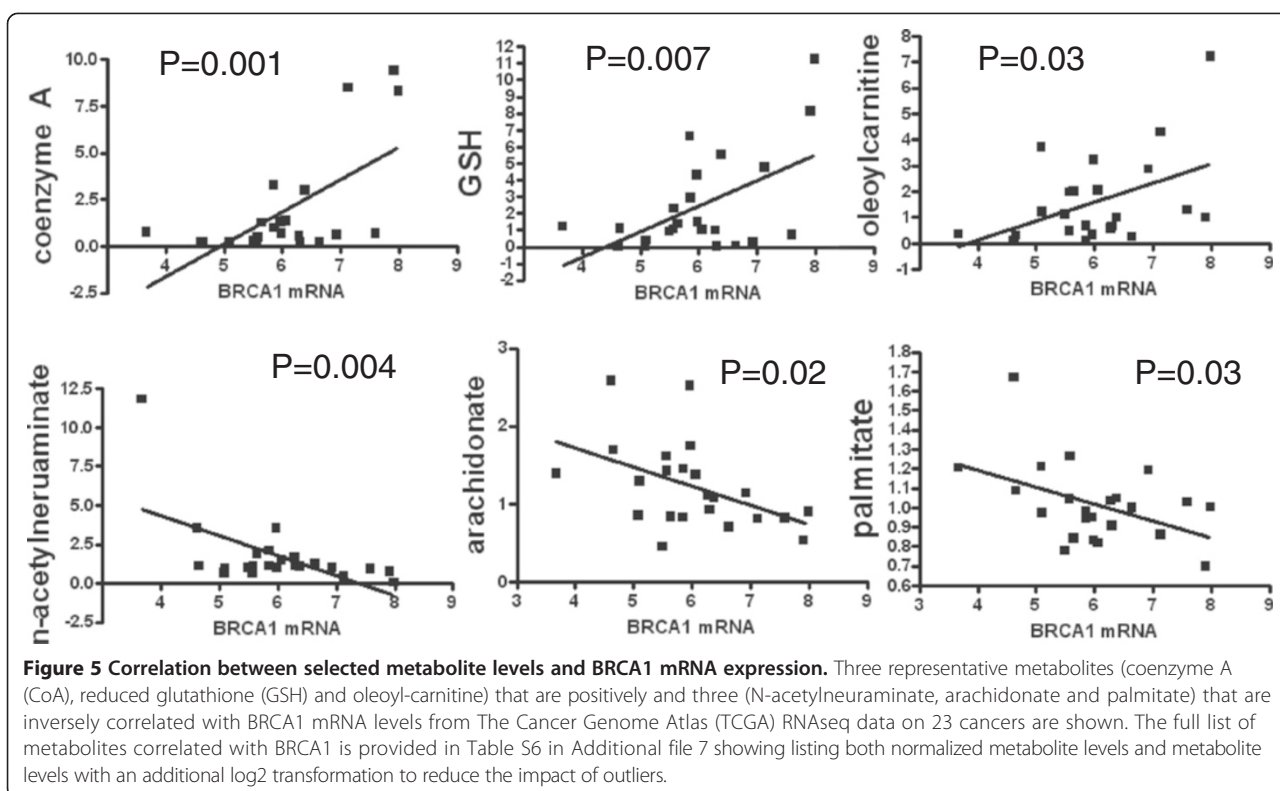 P=0.001
coenzyme A
10.0
7.5
5.0
2.5
0.0
-2.5
4 5 6 7 8 9
BRCA1 mRNA
P=0.007
GSH
12
11
10
9
8
7
6
5
4
3
2
1
0
-1
-2
4 5 6 7 8 9
BRCA1 mRNA
P=0.03
oleoylcarnitine
8
7
6
5
4
3
2
1
0
-1
4 5 6 7 8 9
BRCA1 mRNA
P=0.004
n-acetylneruaminate
12.5
10.0
7.5
5.0
2.5
0.0
-2.5
4 5 6 7 8 9
BRCA1 mRNA
P=0.02
arachidonate
3
2
1
0
3 4 5 6 7 8 9
BRCA1 mRNA
P=0.03
palmitate
1.8
1.7
1.6
1.5
1.4
1.3
1.2
1.1
1.0
0.9
0.8
0.7
0.6
3 4 5 6 7 8 9
BRCA1 mRNA
Figure 5 Correlation between selected metabolite levels and BRCA1 mRNA expression. Three representative metabolites (coenzyme A
(CoA), reduced glutathione (GSH) and oleoyl-carnitine) that are positively and three (N-acetylneuraminate, arachidonate and palmitate) that are
inversely correlated with BRCA1 mRNA levels from The Cancer Genome Atlas (TCGA) RNAseq data on 23 cancers are shown. The full list of
metabolites correlated with BRCA1 is provided in Table S6 in Additional file 7 showing listing both normalized metabolite levels and metabolite
levels with an additional log2 transformation to reduce the impact of outliers.